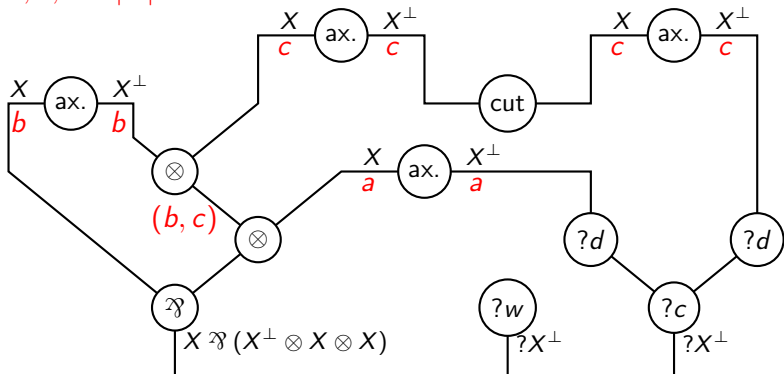 X ax. X⊥ X ax. X⊥
c c c c
X ax. X⊥ cut
b b
⊗ X ax. X⊥
a a
(b, c)
⊗ ?d ?d
⅋ ?w ?c
X ⅋ (X⊥ ⊗ X ⊗ X) ?X⊥ ?X⊥